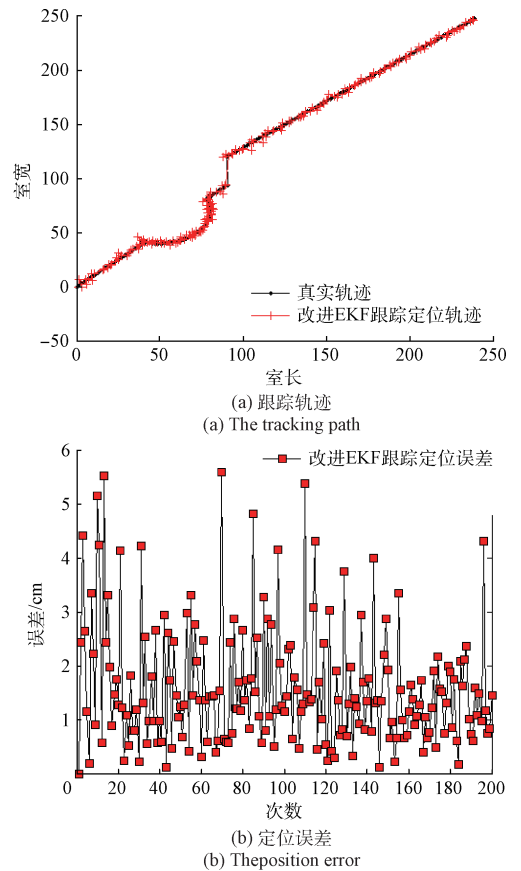 250
200
150
100
50
0
−50
室宽
真实轨迹
改进EKF跟踪定位轨迹
0 50 100 150 200 250
室长
(a) 跟踪轨迹
(a) The tracking path
6
5
4
3
2
1
误差/cm
改进EKF跟踪定位误差
0 20 40 60 80 100 120 140 160 180 200
次数
(b) 定位误差
(b) Theposition error